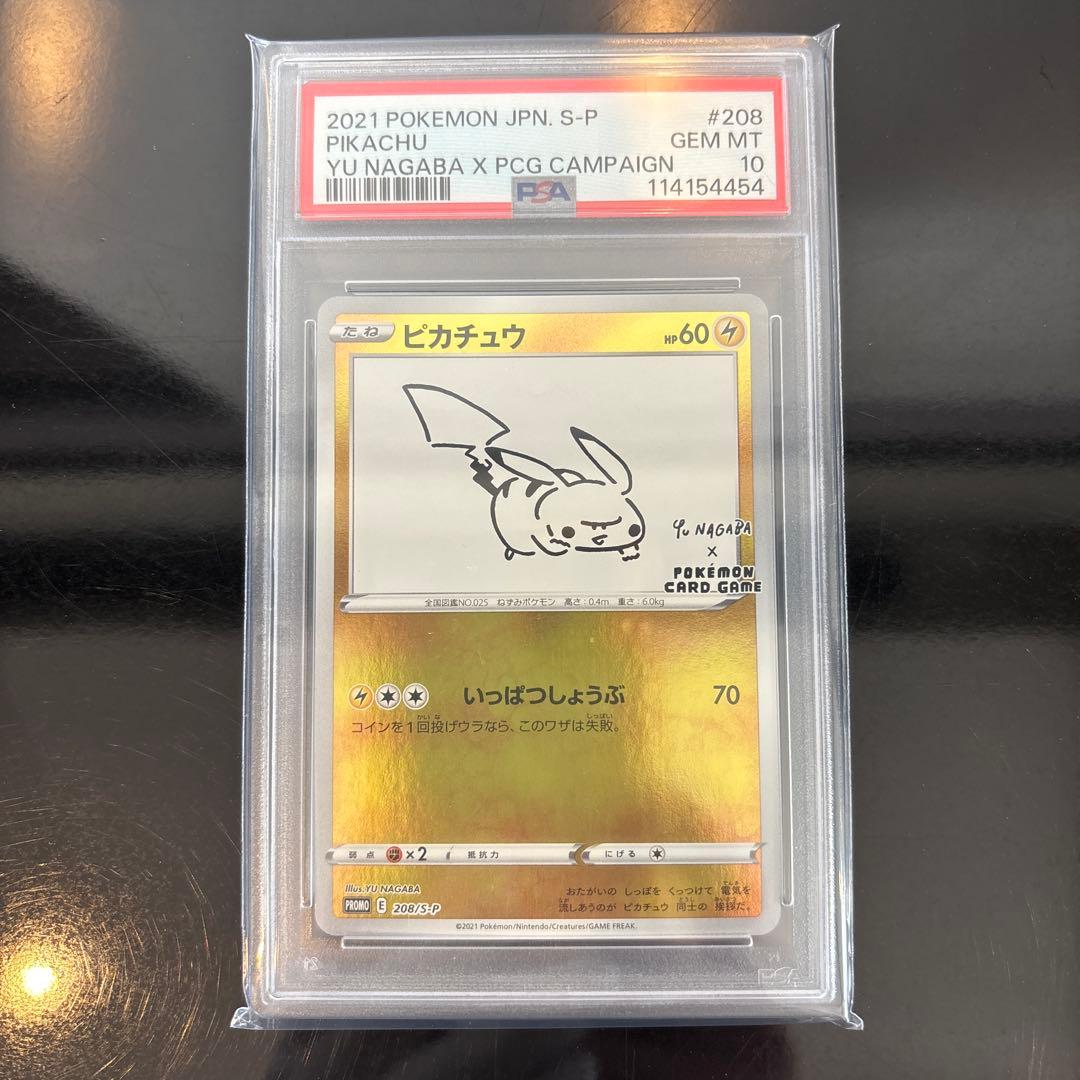 2021 POKEMON JPN. S-P #208
PIKACHU GEM MT
YU NAGABA X PCG CAMPAIGN 10
PSA 114154454
たね ピカチュウ HP60
YU NAGABA
×
POKÉMON
CARD GAME
全国図鑑NO.025 ねずみポケモン 高さ:0.4m 重さ:6.0kg
いっぱつしょうぶ 70
コインを1回投げウラなら、このワザは失敗。
弱点 ×2 抵抗力 にげる
Illus.YU NAGABA
おたがいの しっぽを くっつけて 電気を
流しあうのが ピカチュウ 同士の 挨拶だ。
PROMO E 208/S-P
©2021 Pokémon/Nintendo/Creatures/GAME FREAK.